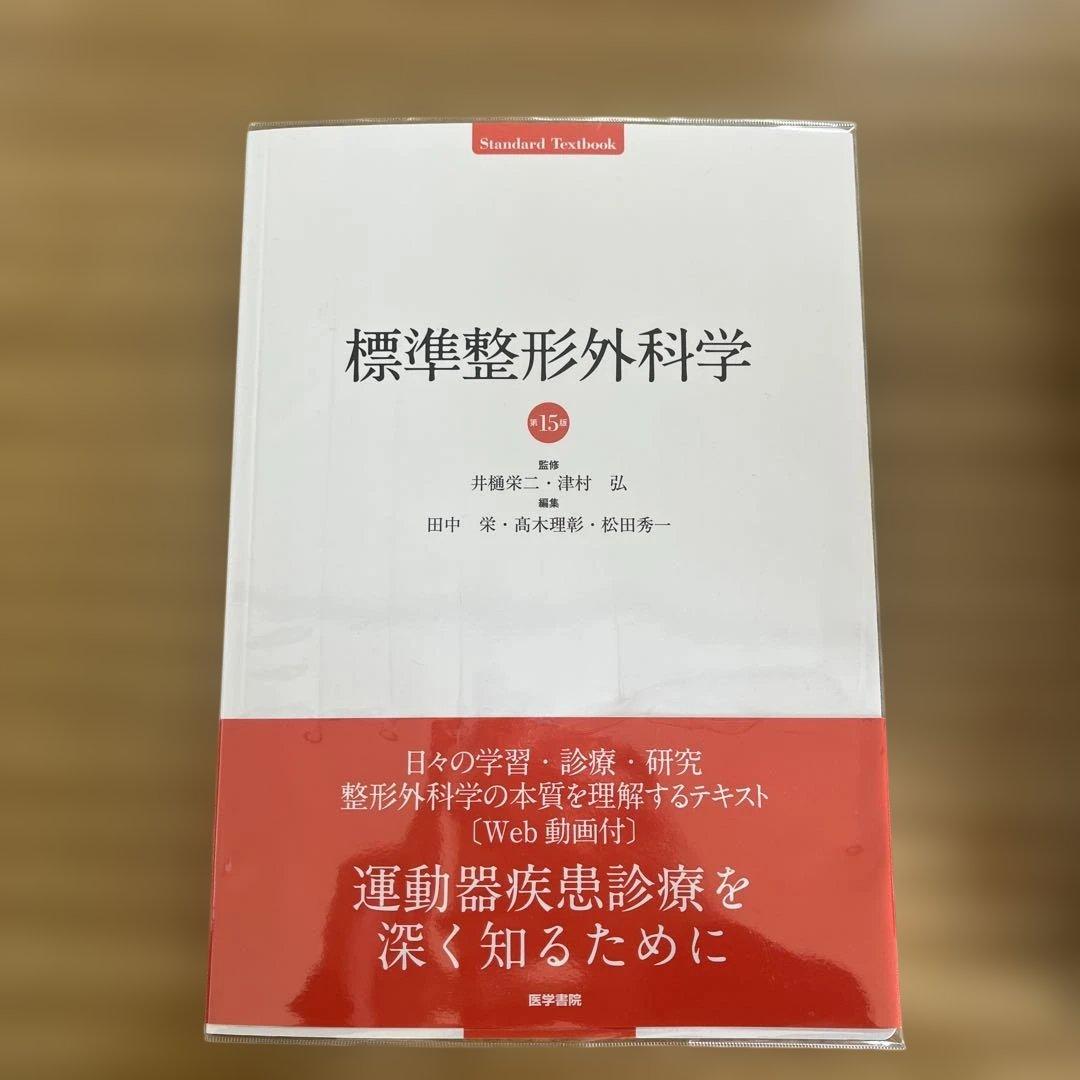 Standard Textbook
標準整形外科学
第15版
監修
井樋栄二・津村　弘
編集
田中　栄・髙木理彰・松田秀一
日々の学習・診療・研究
整形外科学の本質を理解するテキスト
〔Web動画付〕
運動器疾患診療を
深く知るために
医学書院